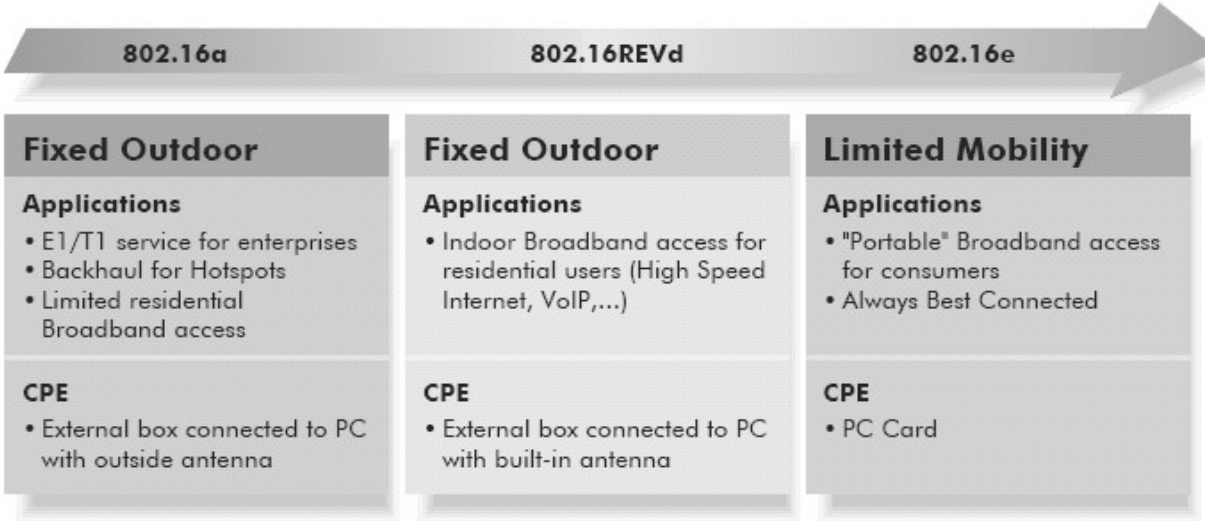 802.16a
802.16REVd
802.16e
Fixed Outdoor
Applications
• E1/T1 service for enterprises
• Backhaul for Hotspots
• Limited residential
Broadband access
CPE
• External box connected to PC
with outside antenna
Fixed Outdoor
Applications
• Indoor Broadband access for
residential users (High Speed
Internet, VoIP,...)
CPE
• External box connected to PC
with built-in antenna
Limited Mobility
Applications
• "Portable" Broadband access
for consumers
• Always Best Connected
CPE
• PC Card